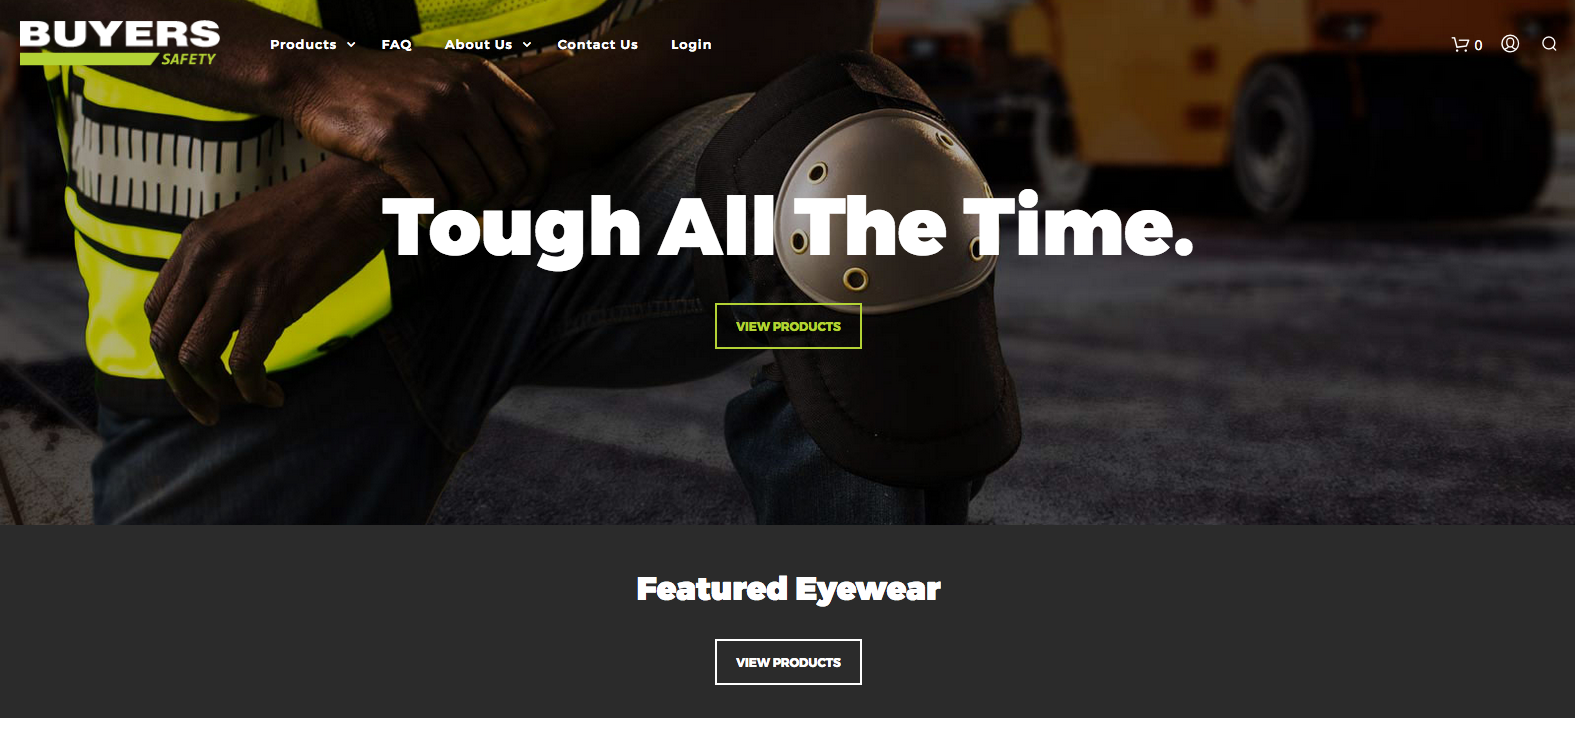 BUYERS
SAFETY
Products
FAQ
About Us
Contact Us
Login
0
Tough All The Time.
VIEW PRODUCTS
Featured Eyewear
VIEW PRODUCTS